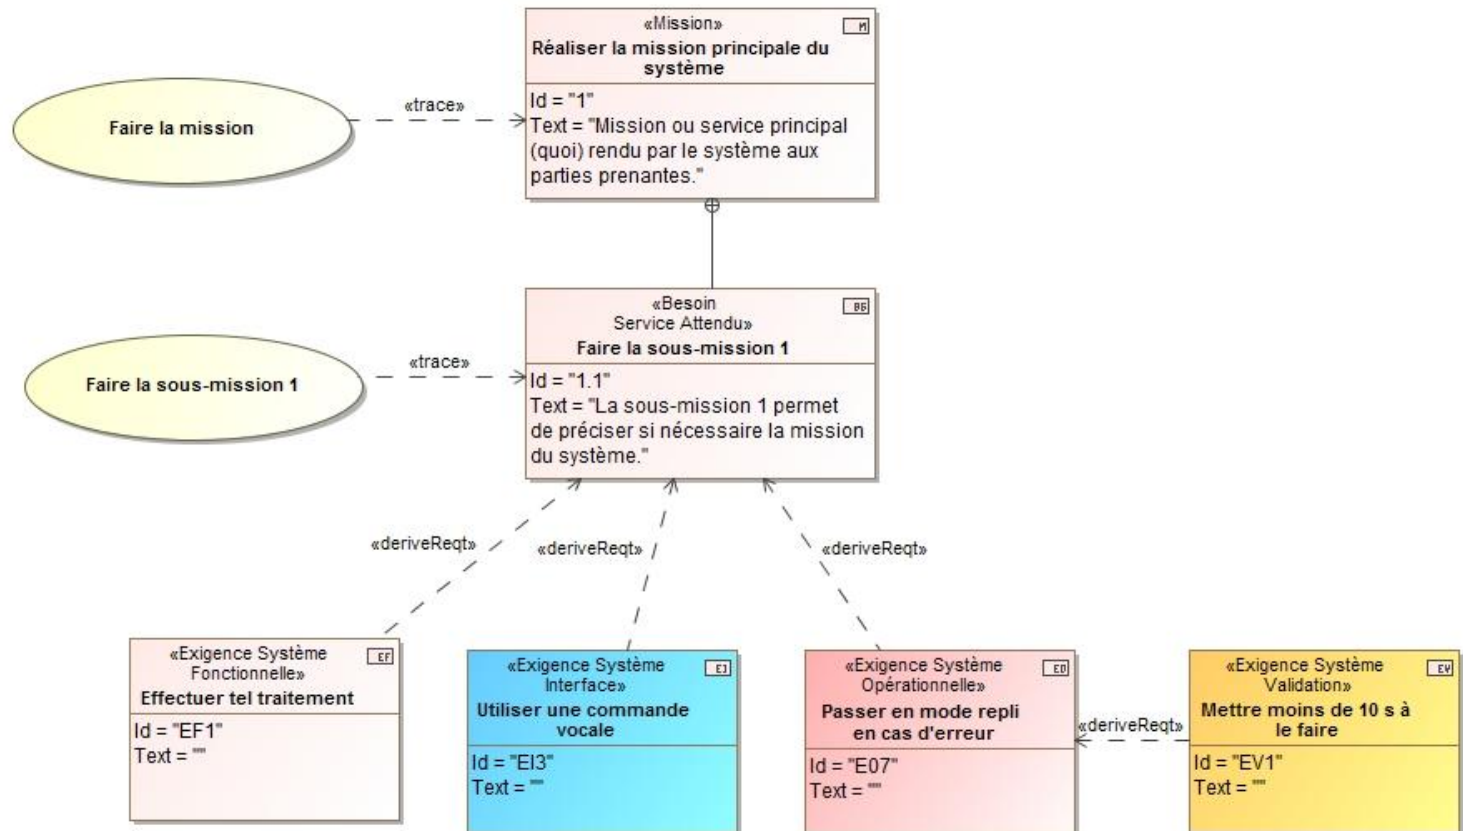 «Mission»
M
Réaliser la mission principale du
système
Id = "1"
Text = "Mission ou service principal
(quoi) rendu par le système aux
parties prenantes."
Faire la mission
«trace»
«Besoin
Service Attendu»
Faire la sous-mission 1
Id = "1.1"
Text = "La sous-mission 1 permet
de préciser si nécessaire la mission
du système."
Faire la sous-mission 1
«trace»
«deriveReqt»
«deriveReqt»
«deriveReqt»
«Exigence Système
Fonctionnelle»
EF
Effectuer tel traitement
Id = "EF1"
Text = ""
«Exigence Système
Interface»
EI
Utiliser une commande
vocale
Id = "EI3"
Text = ""
«Exigence Système
Opérationnelle»
EO
Passer en mode repli
en cas d'erreur
Id = "E07"
Text = ""
«deriveReqt»
«Exigence Système
Validation»
EV
Mettre moins de 10 s à
le faire
Id = "EV1"
Text = ""